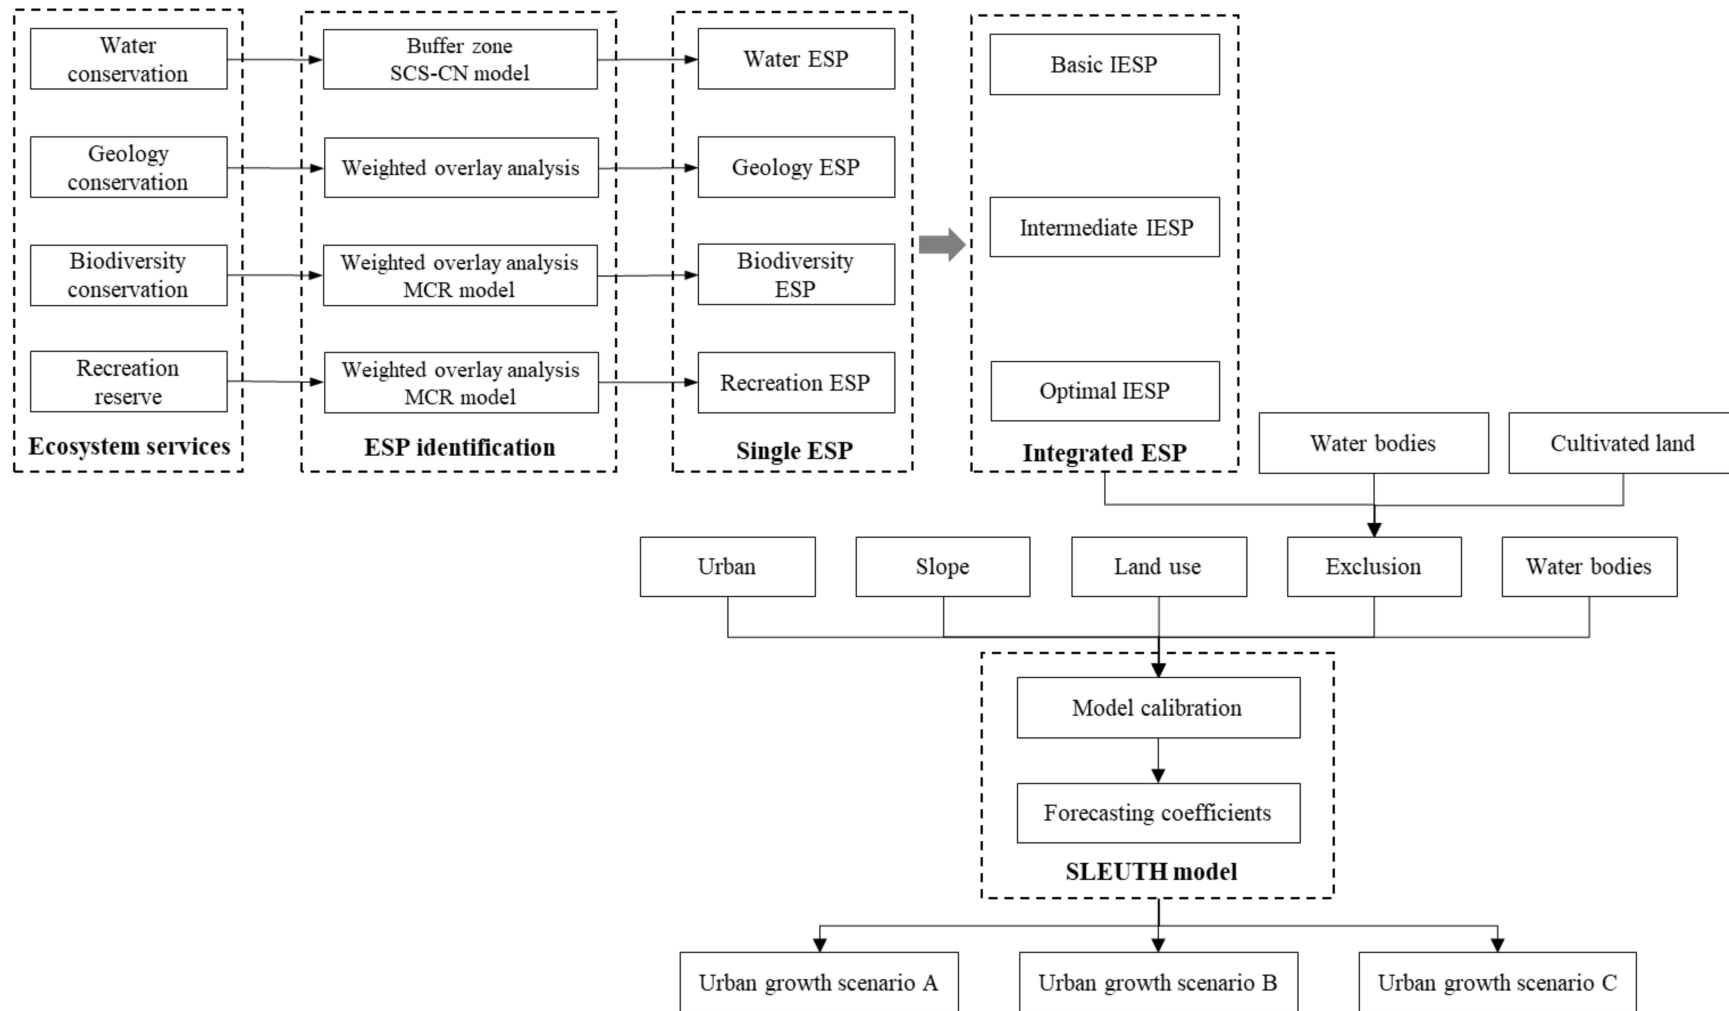 Water
conservation
Buffer zone
SCS-CN model
Water ESP
Basic IESP
Geology
conservation
Weighted overlay analysis
Geology ESP
Intermediate IESP
Biodiversity
conservation
Weighted overlay analysis
MCR model
Biodiversity
ESP
Recreation
reserve
Weighted overlay analysis
MCR model
Recreation ESP
Optimal IESP
Ecosystem services
ESP identification
Single ESP
Integrated ESP
Water bodies
Cultivated land
Urban
Slope
Land use
Exclusion
Water bodies
Model calibration
Forecasting coefficients
SLEUTH model
Urban growth scenario A
Urban growth scenario B
Urban growth scenario C